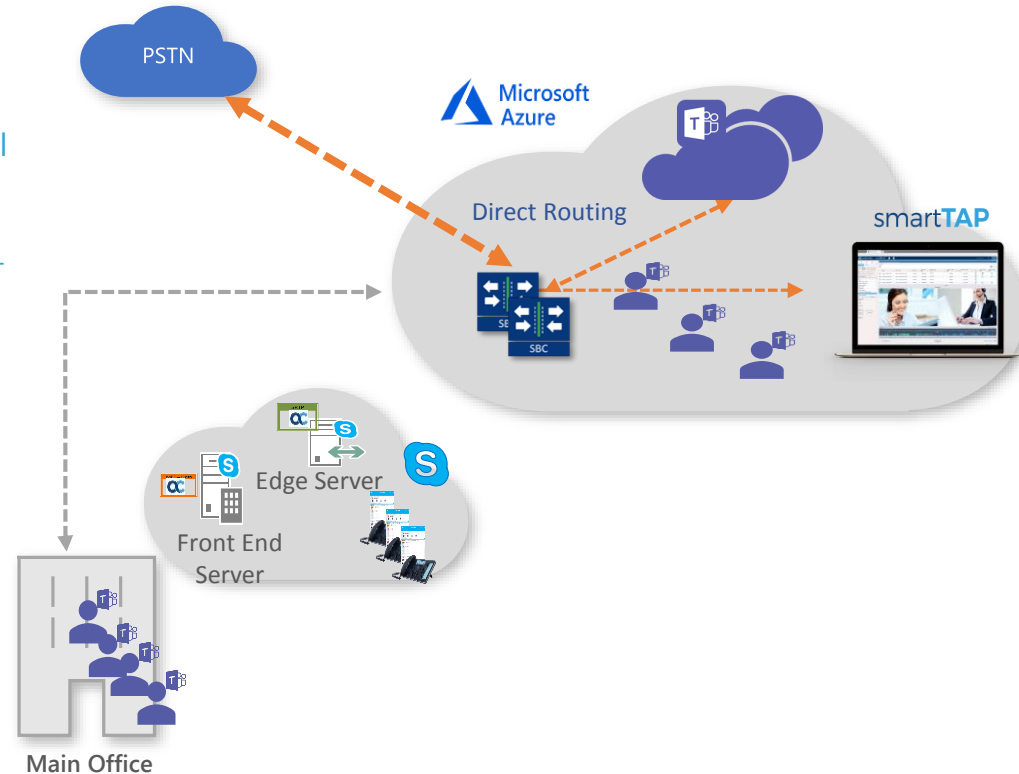 PSTN
Microsoft
Azure
Direct Routing
smartTAP
SBC
Edge Server
Front End
Server
Main Office